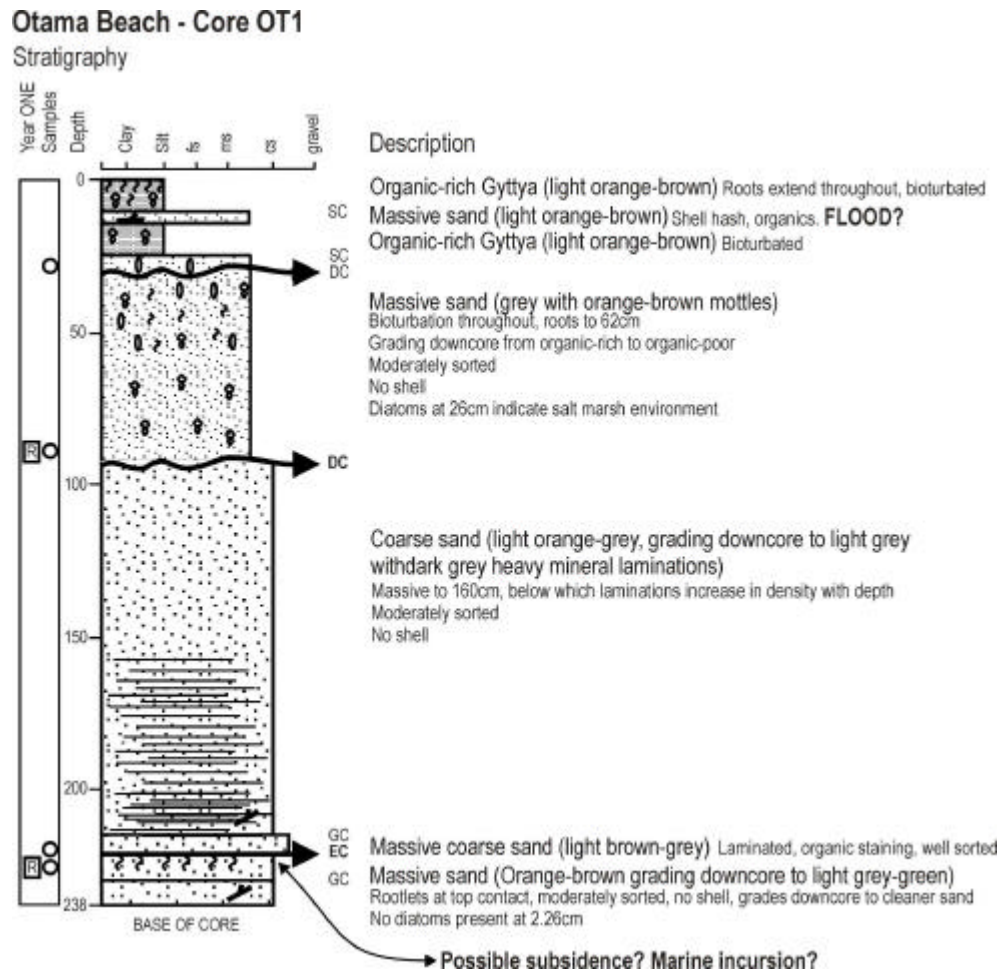 Otama Beach - Core OT1
Stratigraphy
Year ONE
Samples
Depth
Clay
Silt
fs
ms
cs
gravel
Description
0
Organic-rich Gyttya (light orange-brown) Roots extend throughout, bioturbated
SC
Massive sand (light orange-brown) Shell hash, organics. FLOOD?
Organic-rich Gyttya (light orange-brown) Bioturbated
SC
DC
Massive sand (grey with orange-brown mottles)
Bioturbation throughout, roots to 62cm
50
Grading downcore from organic-rich to organic-poor
Moderately sorted
No shell
Diatoms at 26cm indicate salt marsh environment
R
DC
100
Coarse sand (light orange-grey, grading downcore to light grey
withdark grey heavy mineral laminations)
Massive to 160cm, below which laminations increase in density with depth
Moderately sorted
No shell
150
200
GC
EC
Massive coarse sand (light brown-grey) Laminated, organic staining, well sorted
R
GC
Massive sand (Orange-brown grading downcore to light grey-green)
Rootlets at top contact, moderately sorted, no shell, grades downcore to cleaner sand
No diatoms present at 2.26cm
238
BASE OF CORE
Possible subsidence? Marine incursion?